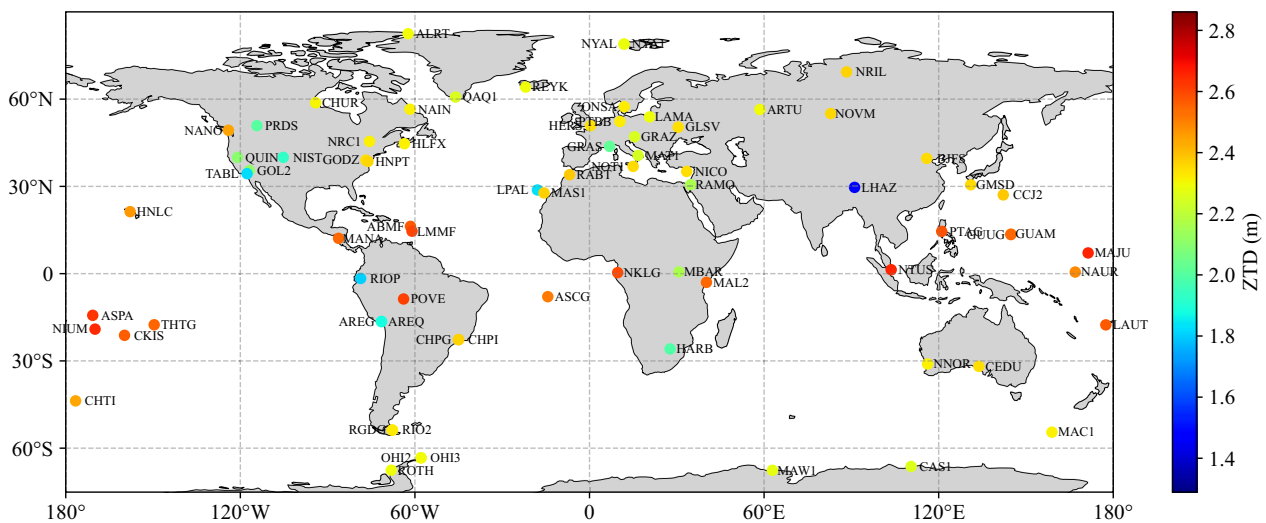 ALRT
NYAL NYA1
NRIL
REYK
QAQ1
CHUR
NAIN
ONSA
LAMA
ARTU
NOVM
60°N
NANO
PRDS
HERS
PTBB
GLSV
NRC1
HLFX
GRAS
GRAZ
QUIN
NIST
GODZ
HNPT
MAT1
BJFS
GOL2
TABL
NOT1
RABT
NICO
30°N
LPAL
MAS1
RAMO
LHAZ
GMSD
CCJ2
HNLC
ABMF
LMMF
MANA
PTAG
GUUG
GUAM
MAJU
0
RIOP
NKLG
MBAR
MAL2
NTUS
NAUR
POVE
ASCG
ASPA
NIUM
THTG
CKIS
AREG AREQ
LAUT
CHPG CHPI
HARB
30°S
NNOR
CEDU
CHTI
RGDG RIO2
MAC1
60°S
OHI2 OHI3
ROTH
MAW1
CAS1
180° 120°W 60°W 0 60°E 120°E 180°
2.8
2.6
2.4
2.2
2.0
1.8
1.6
1.4
ZTD (m)